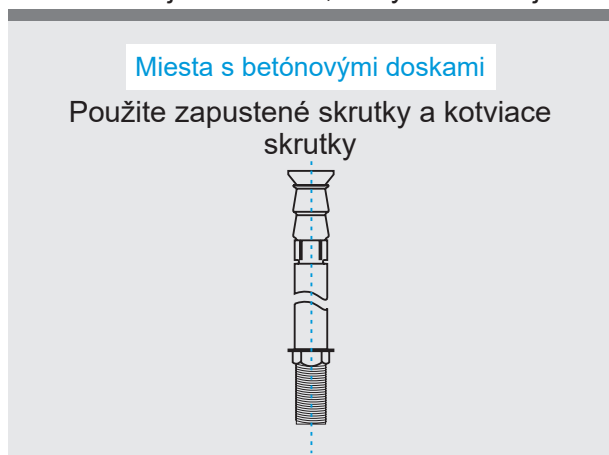 Miesta s betónovými doskami
Použite zapustené skrutky a kotviace
skrutky